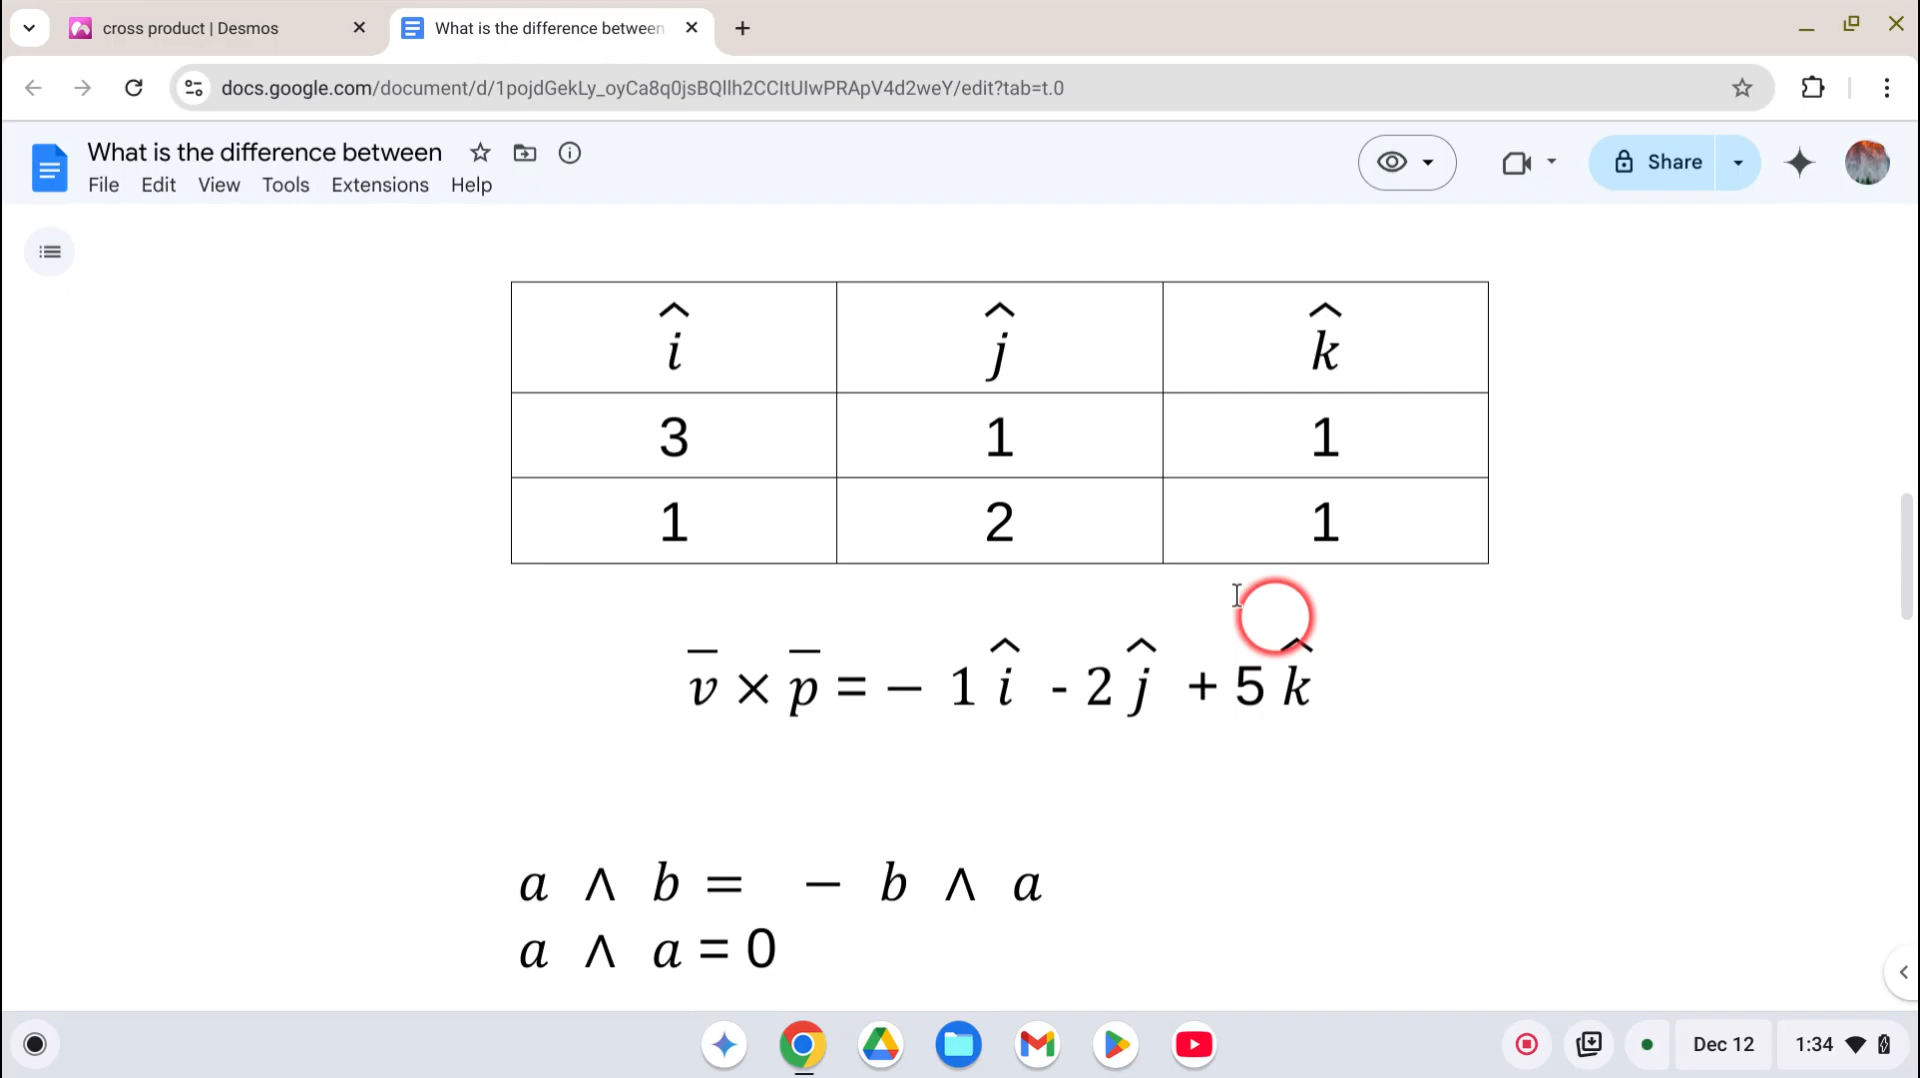 cross product | Desmos
What is the difference between
docs.google.com/document/d/1pojdGekLy_oyCa8q0jsBQllh2CCItUIwPRApV4d2weY/edit?tab=t.0
What is the difference between
File Edit View Tools Extensions Help
Share
î ĵ k̂
3 1 1
1 2 1
v̅ × p̅ = − 1 î - 2 ĵ + 5 k̂
a ∧ b = − b ∧ a
a ∧ a = 0
Dec 12
1:34